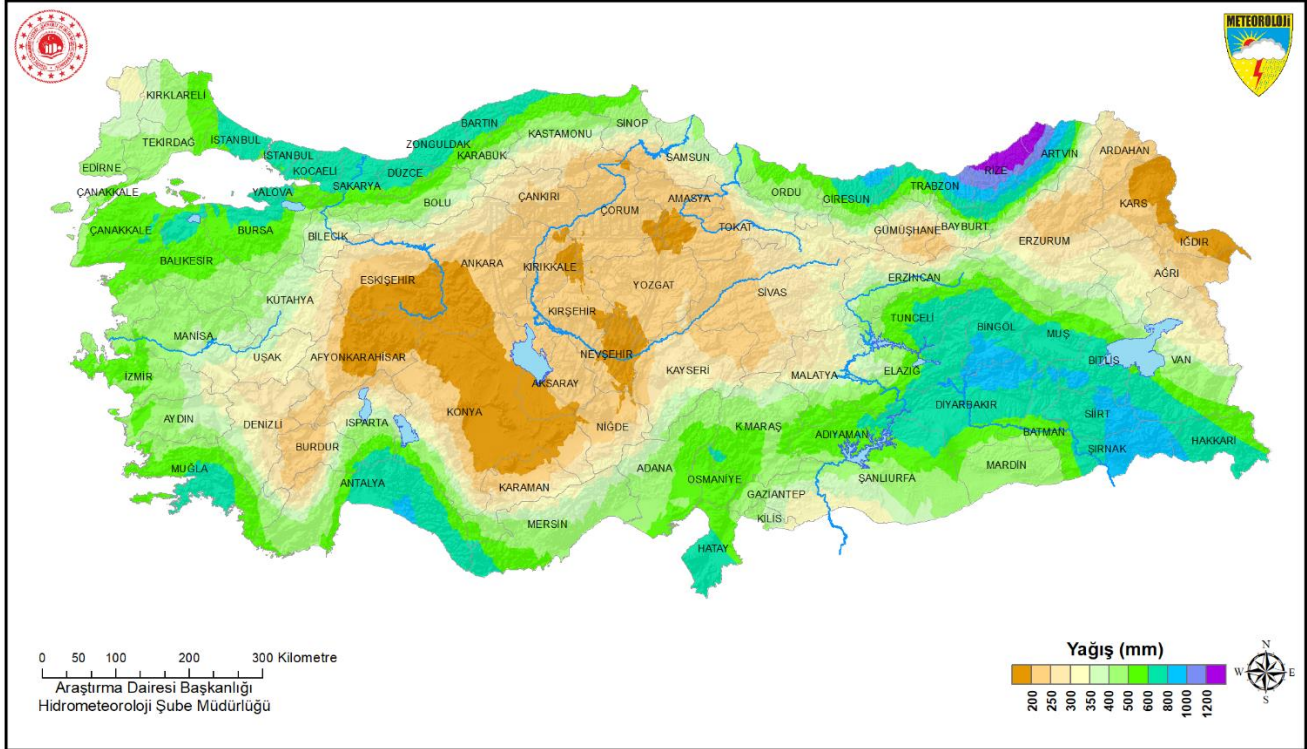 METEOROLOJİ
KIRKLARELİ
TEKİRDAĞ
EDİRNE
İSTANBUL
İSTANBUL
KOCAELİ
YALOVA
SAKARYA
DÜZCE
ZONGULDAK
BARTIN
KARABÜK
KASTAMONU
SİNOP
SAMSUN
ORDU
GİRESUN
TRABZON
RİZE
ARTVİN
ARDAHAN
KARS
IĞDIR
ÇANAKKALE
ÇANAKKALE
BURSA
BİLECİK
BOLU
ÇANKIRI
ÇORUM
AMASYA
TOKAT
GÜMÜŞHANE
BAYBURT
ERZURUM
AĞRI
BALIKESİR
KÜTAHYA
ESKİŞEHİR
ANKARA
KIRIKKALE
YOZGAT
SİVAS
ERZİNCAN
TUNCELİ
BİNGÖL
MUŞ
BİTLİS
VAN
MANİSA
UŞAK
AFYONKARAHİSAR
KIRŞEHİR
NEVŞEHİR
AKSARAY
KAYSERİ
MALATYA
ELAZIĞ
DİYARBAKIR
SİİRT
İZMİR
AYDIN
DENİZLİ
BURDUR
ISPARTA
KONYA
NİĞDE
K.MARAŞ
ADIYAMAN
BATMAN
ŞIRNAK
HAKKARİ
MUĞLA
ANTALYA
KARAMAN
MERSİN
ADANA
OSMANİYE
GAZİANTEP
KİLİS
ŞANLIURFA
MARDİN
HATAY
0 50 100 200 300 Kilometre
Araştırma Dairesi Başkanlığı
Hidrometeoroloji Şube Müdürlüğü
Yağış (mm)
200 250 300 350 400 500 600 800 1000 1200
N
W E
S